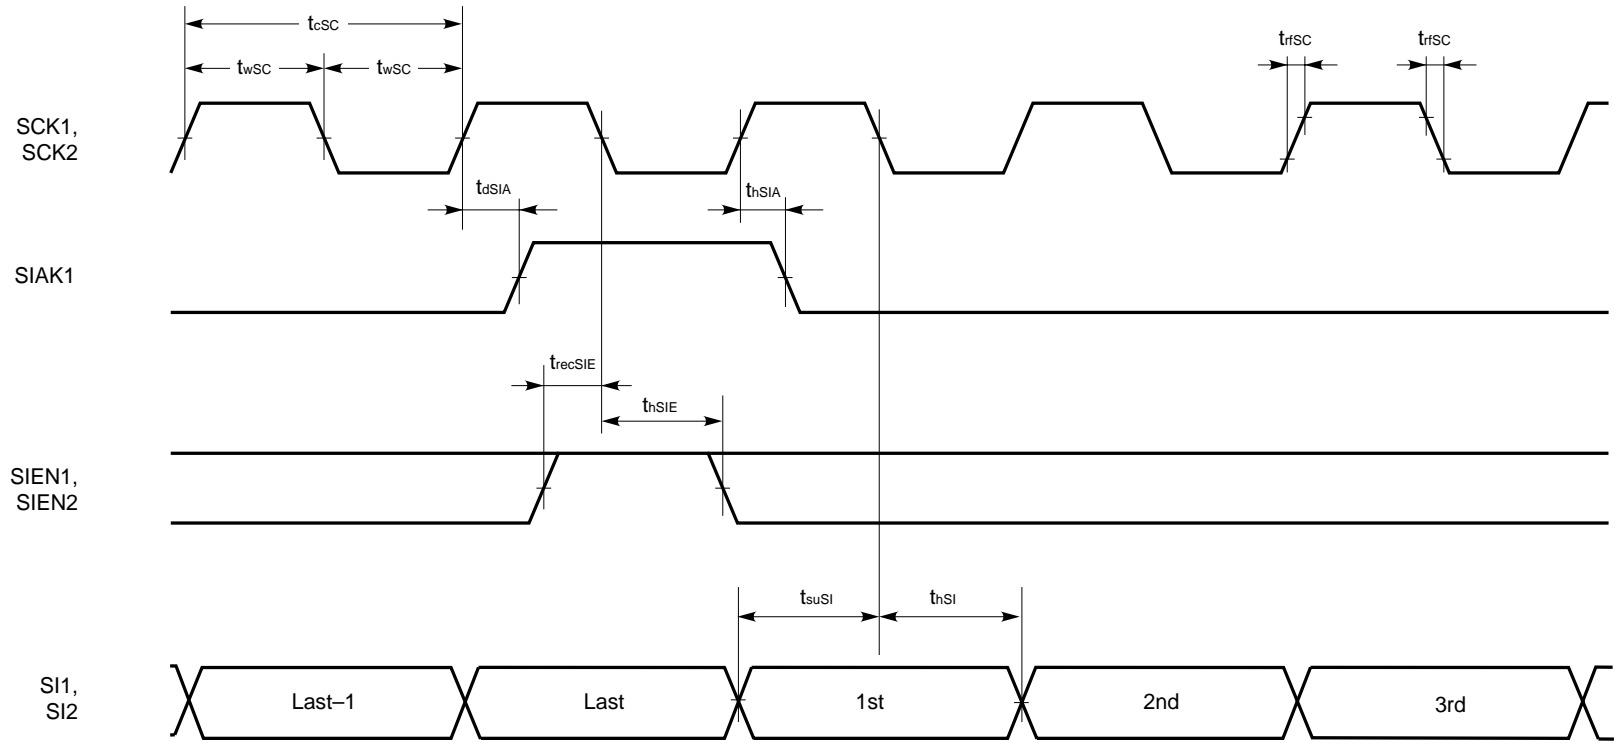 tcSC
twSC twSC
trfSC trfSC
SCK1,
SCK2
tdSIA thSIA
SIAK1
trecSIE
thSIE
SIEN1,
SIEN2
tsuSI thSI
SI1,
SI2
Last–1 Last 1st 2nd 3rd